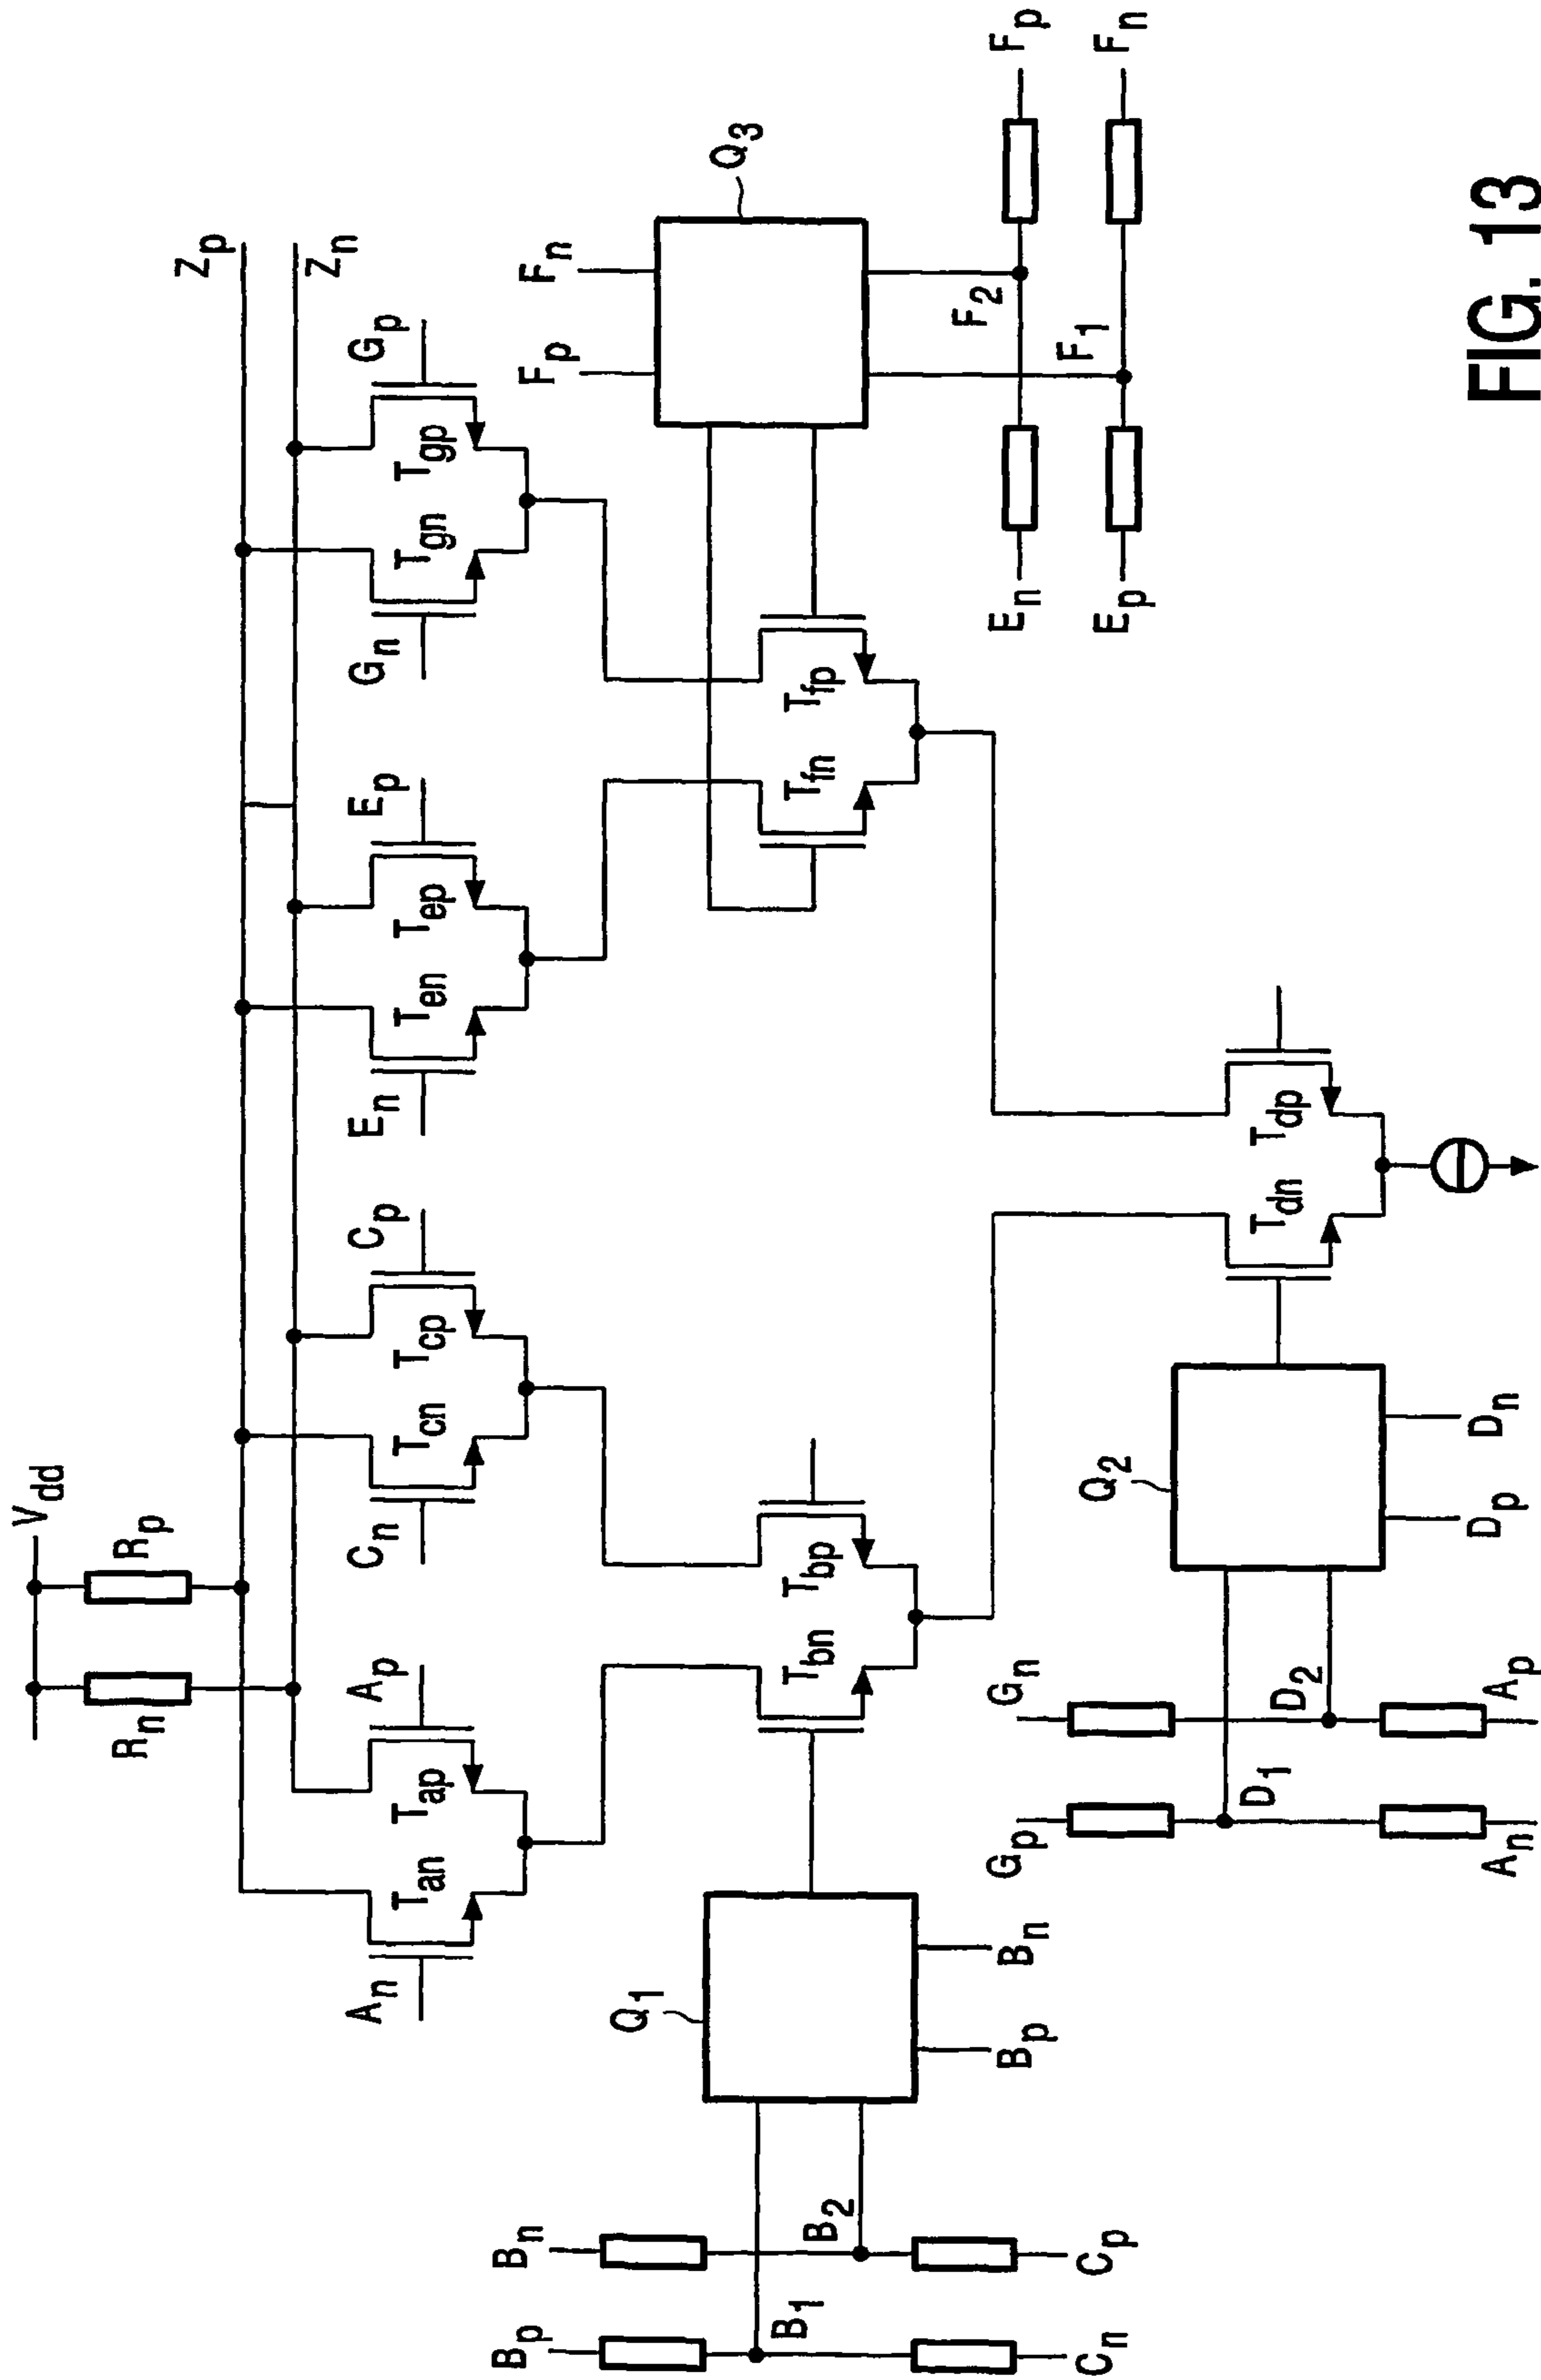 Vdd
Rn
Rp
Zp
Zn
An
Tan
Tap
Ap
Cn
Tcn
Tcp
Cp
En
Ten
Tep
Ep
Gn
Tgn
Tgp
Gp
Q1
Bp
Bn
Tbn
Tbp
Tfn
Tfp
Fp
Fn
Q3
Bp
Bn
B1
B2
Cn
Cp
Gp
Gn
D1
D2
An
Ap
Q2
Dp
Dn
Tdn
Tdp
F2
F1
En
Fp
Ep
Fn
FIG. 13